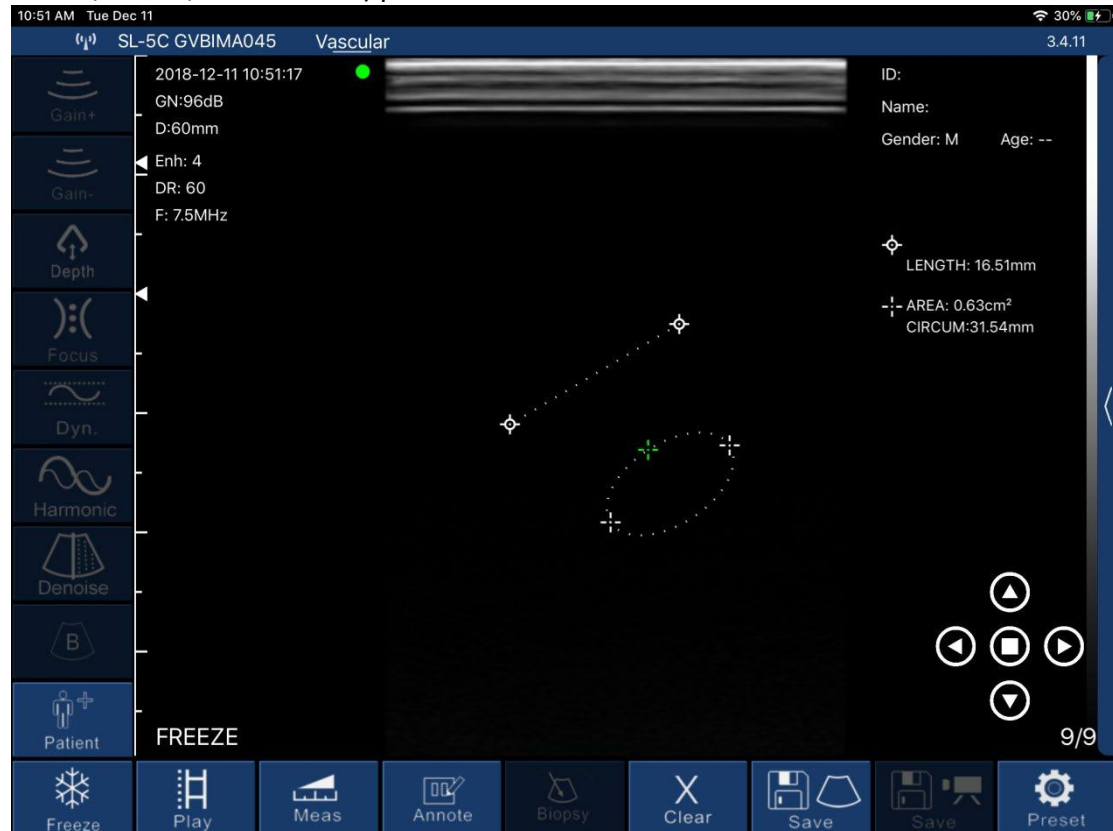 10:51 AM Tue Dec 11
30%
SL-5C GVBIMA045 Vascular 3.4.11
2018-12-11 10:51:17
GN:96dB
D:60mm
Enh: 4
DR: 60
F: 7.5MHz
ID:
Name:
Gender: M Age: --
LENGTH: 16.51mm
AREA: 0.63cm²
CIRCUM:31.54mm
Gain+
Gain-
Depth
Focus
Dyn.
Harmonic
Denoise
B
Patient
FREEZE
9/9
Freeze
Play
Meas
Annote
Biopsy
Clear
Save
Save
Preset